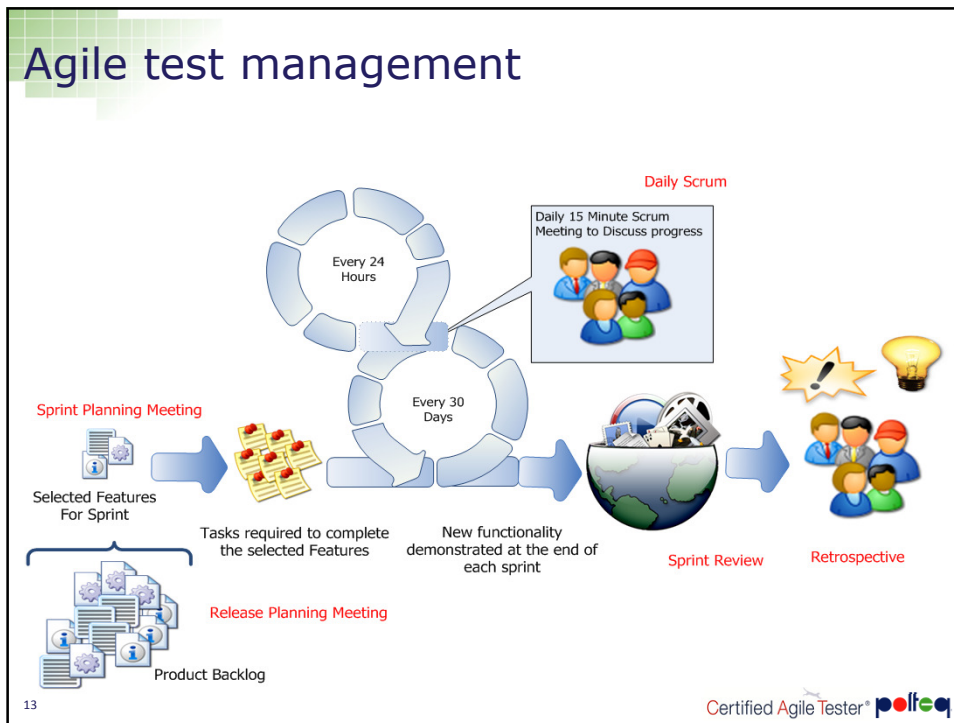 Agile test management
Daily Scrum
Daily 15 Minute Scrum
Meeting to Discuss progress
Every 24
Hours
Every 30
Days
Sprint Planning Meeting
Selected Features
For Sprint
Tasks required to complete
the selected Features
New functionality
demonstrated at the end of
each sprint
Sprint Review
Retrospective
Release Planning Meeting
Product Backlog
13
Certified Agile Tester®
polteq